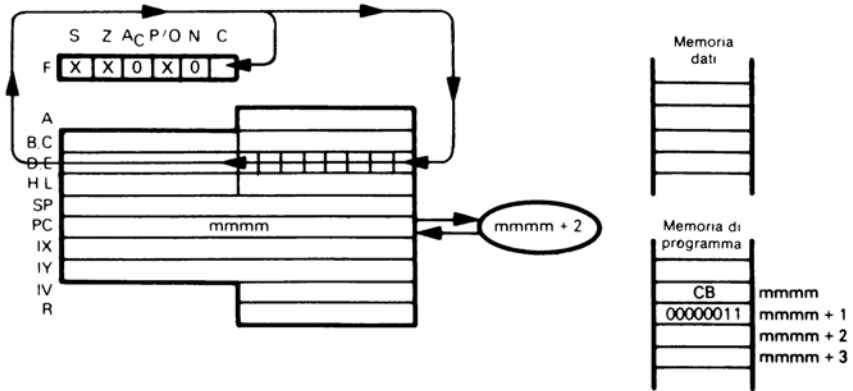 S Z AC P/O N C
F X X 0 X 0
A
B.C
D.E
H L
SP
PC mmmm
IX
IY
IV
R
mmmm + 2
Memoria
dati
Memoria di
programma
CB mmmm
00000011 mmmm + 1
mmmm + 2
mmmm + 3